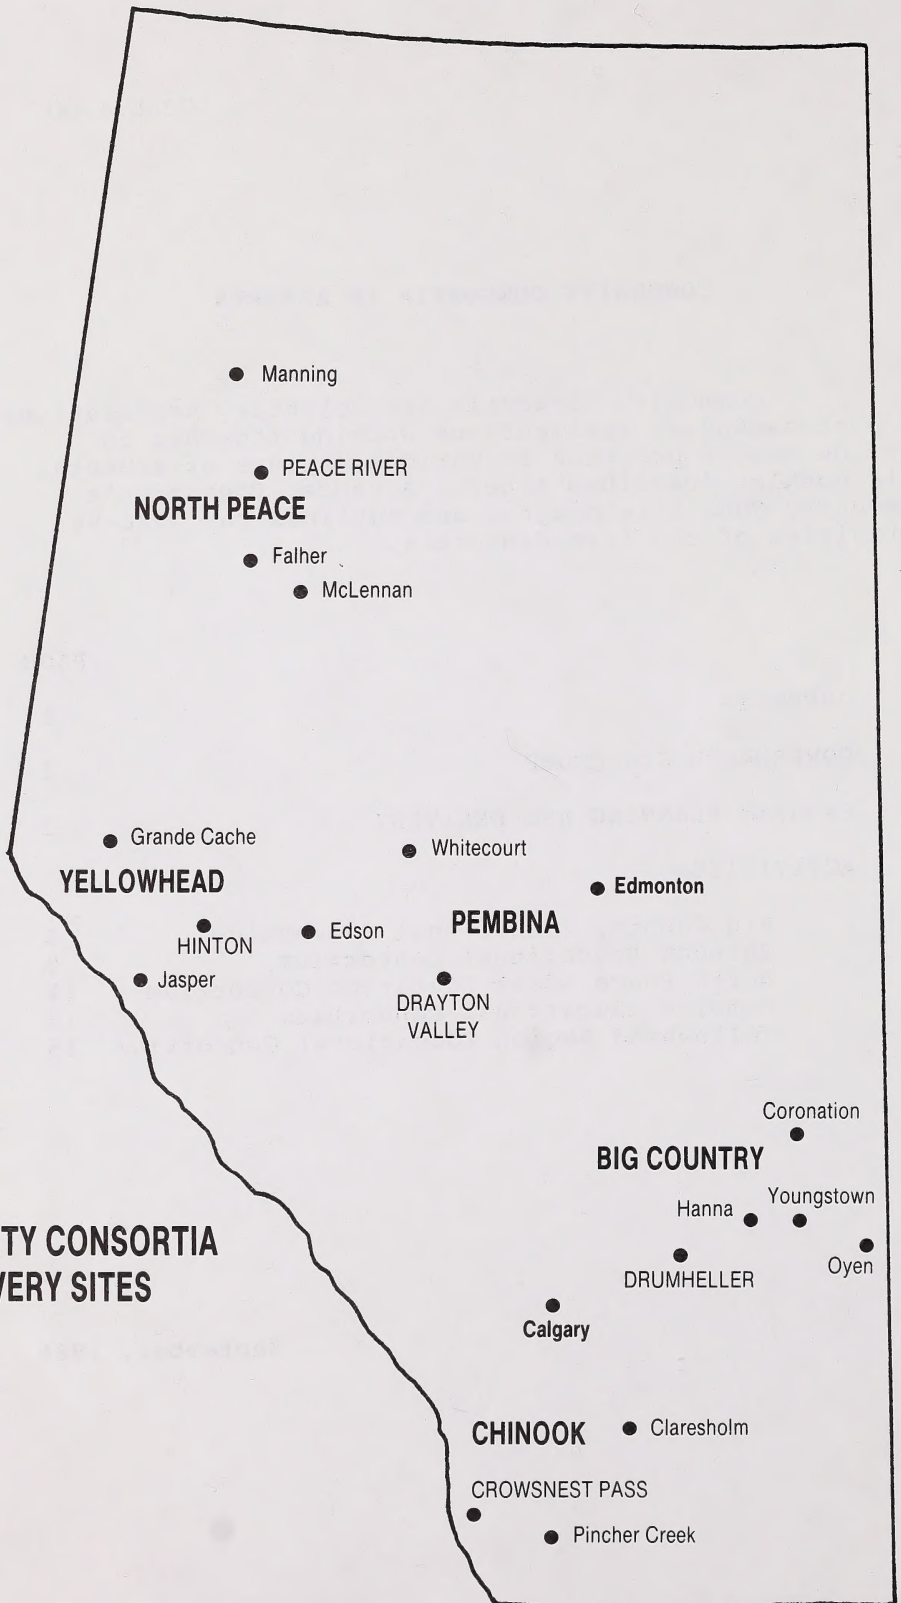 Manning
PEACE RIVER
NORTH PEACE
Falher
McLennan
Grande Cache
Whitecourt
YELLOWHEAD
Edmonton
PEMBINA
Edson
HINTON
Jasper
DRAYTON
VALLEY
Coronation
BIG COUNTRY
Youngstown
Hanna
TY CONSORTIA
VERY SITES
Oyen
DRUMHELLER
Calgary
CHINOOK
Claresholm
CROWSNEST PASS
Pincher Creek